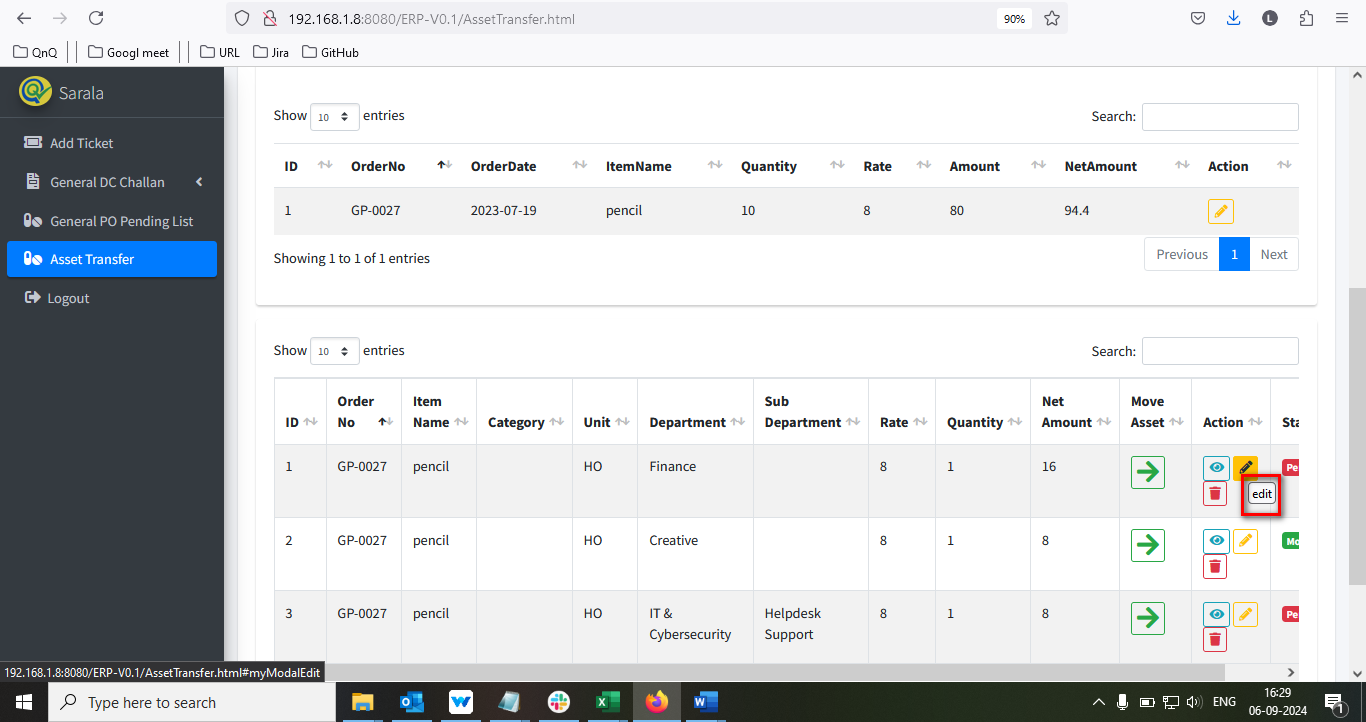 192.168.1.8:8080/ERP-V0.1/AssetTransfer.html 90% L
QnQ Googl meet URL Jira GitHub
Sarala
Add Ticket
General DC Challan
General PO Pending List
Asset Transfer
Logout
Show 10 entries Search:
ID OrderNo OrderDate ItemName Quantity Rate Amount NetAmount Action
1 GP-0027 2023-07-19 pencil 10 8 80 94.4
Showing 1 to 1 of 1 entries Previous 1 Next
Show 10 entries Search:
ID Order No Item Name Category Unit Department Sub Department Rate Quantity Net Amount Move Asset Action Sta
1 GP-0027 pencil HO Finance 8 1 16 Pe
edit
2 GP-0027 pencil HO Creative 8 1 8 Mo
3 GP-0027 pencil HO IT & Cybersecurity Helpdesk Support 8 1 8 Pe
192.168.1.8:8080/ERP-V0.1/AssetTransfer.html#myModalEdit
Type here to search ENG 16:29
06-09-2024 1